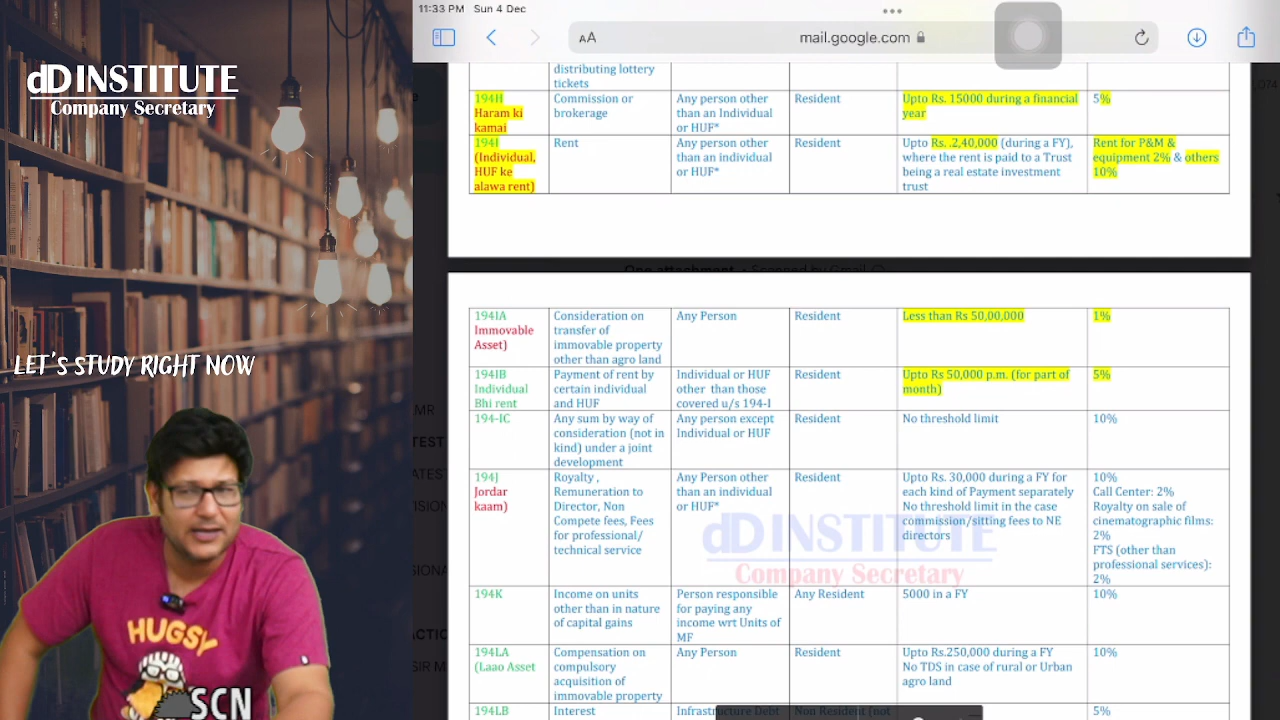 11:33 PM Sun 4 Dec
AA
mail.google.com
dD INSTITUTE
Company Secretary
LET'S STUDY RIGHT NOW
HUGSY
SCN
distributing lottery
tickets
194H
Haram ki
kamai
Commission or
brokerage
Any person other
than an Individual
or HUF*
Resident
Upto Rs. 15000 during a financial
year
5%
194I
(Individual,
HUF ke
alawa rent)
Rent
Any person other
than an individual
or HUF*
Resident
Upto Rs. .2,40,000 (during a FY),
where the rent is paid to a Trust
being a real estate investment
trust
Rent for P&M &
equipment 2% & others
10%
194IA
Immovable
Asset)
Consideration on
transfer of
immovable property
other than agro land
Any Person
Resident
Less than Rs 50,00,000
1%
194IB
Individual
Bhi rent
Payment of rent by
certain individual
and HUF
Individual or HUF
other than those
covered u/s 194-I
Resident
Upto Rs 50,000 p.m. (for part of
month)
5%
194-IC
Any sum by way of
consideration (not in
kind) under a joint
development
Any person except
Individual or HUF
Resident
No threshold limit
10%
194J
Jordar
kaam)
Royalty ,
Remuneration to
Director, Non
Compete fees, Fees
for professional/
technical service
Any Person other
than an individual
or HUF*
Resident
Upto Rs. 30,000 during a FY for
each kind of Payment separately
No threshold limit in the case
commission/sitting fees to NE
directors
10%
Call Center: 2%
Royalty on sale of
cinematographic films:
2%
FTS (other than
professional services):
2%
dD INSTITUTE
Company Secretary
194K
Income on units
other than in nature
of capital gains
Person responsible
for paying any
income wrt Units of
MF
Any Resident
5000 in a FY
10%
194LA
(Laao Asset
Compensation on
compulsory
acquisition of
immovable property
Any Person
Resident
Upto Rs.250,000 during a FY
No TDS in case of rural or Urban
agro land
10%
194LB
Interest
Infrastructure Debt
Non Resident (not
5%